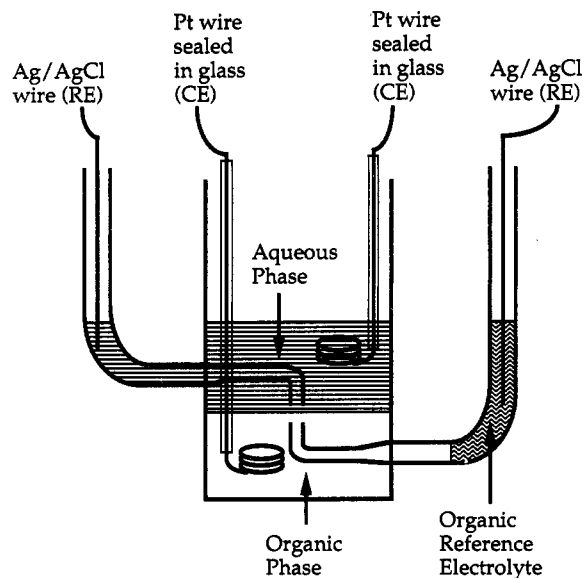 Ag/AgCl
wire (RE)
Pt wire
sealed
in glass
(CE)
Pt wire
sealed
in glass
(CE)
Ag/AgCl
wire (RE)
Aqueous
Phase
Organic
Phase
Organic
Reference
Electrolyte